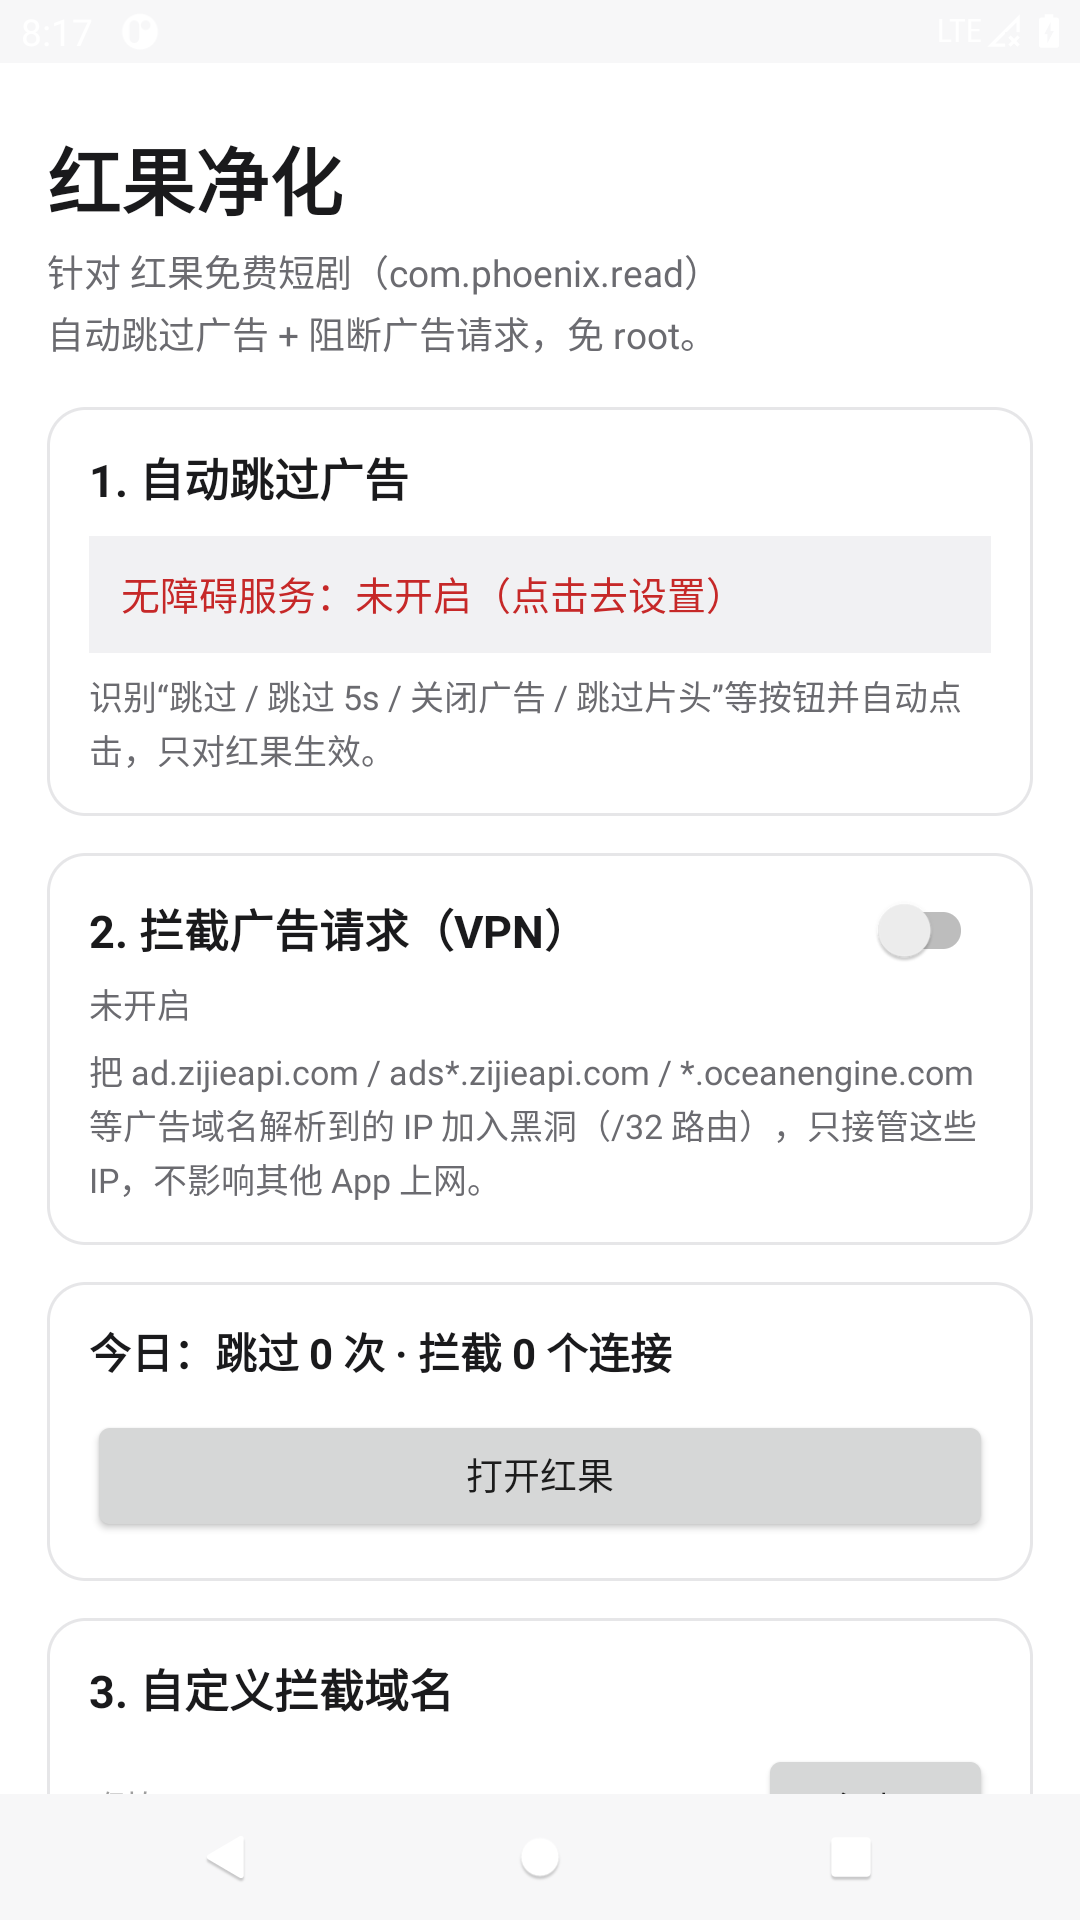 8:17
LTE
红果净化
针对 红果免费短剧（com.phoenix.read）
自动跳过广告 + 阻断广告请求，免 root。
1. 自动跳过广告
无障碍服务：未开启（点击去设置）
识别“跳过 / 跳过 5s / 关闭广告 / 跳过片头”等按钮并自动点
击，只对红果生效。
2. 拦截广告请求（VPN）
未开启
把 ad.zijieapi.com / ads*.zijieapi.com / *.oceanengine.com
等广告域名解析到的 IP 加入黑洞（/32 路由），只接管这些
IP，不影响其他 App 上网。
今日：跳过 0 次 · 拦截 0 个连接
打开红果
3. 自定义拦截域名